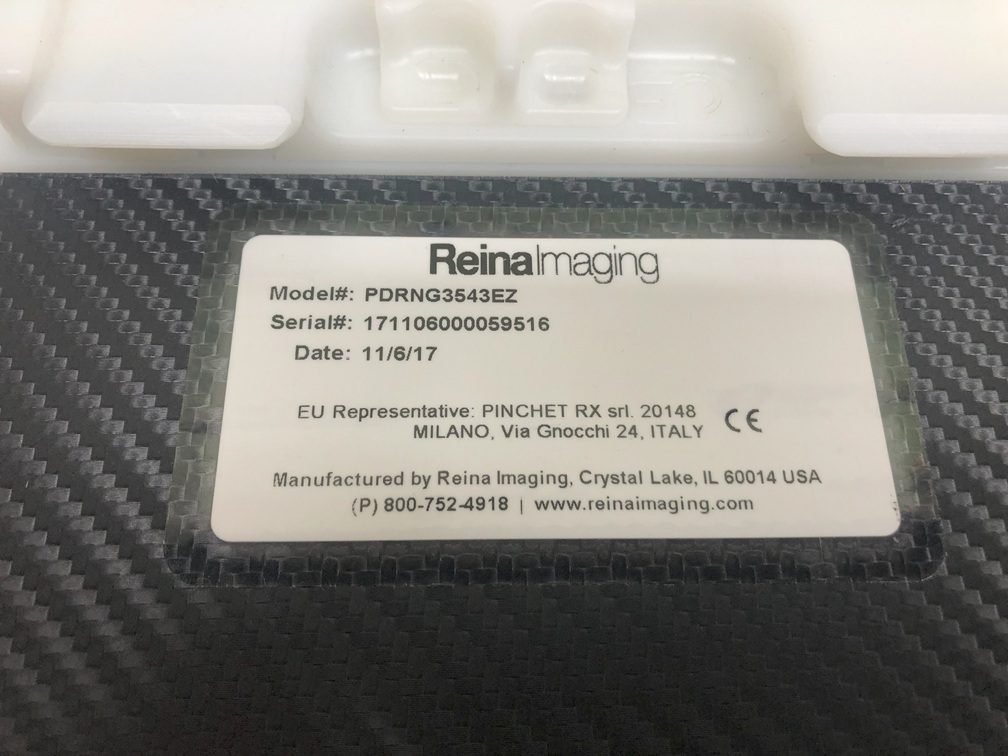 ReinaImaging
Model#: PDRNG3543EZ
Serial#: 171106000059516
Date: 11/6/17
EU Representative: PINCHET RX srl. 20148
MILANO, Via Gnocchi 24, ITALY
CE
Manufactured by Reina Imaging, Crystal Lake, IL 60014 USA
(P) 800-752-4918 | www.reinaimaging.com